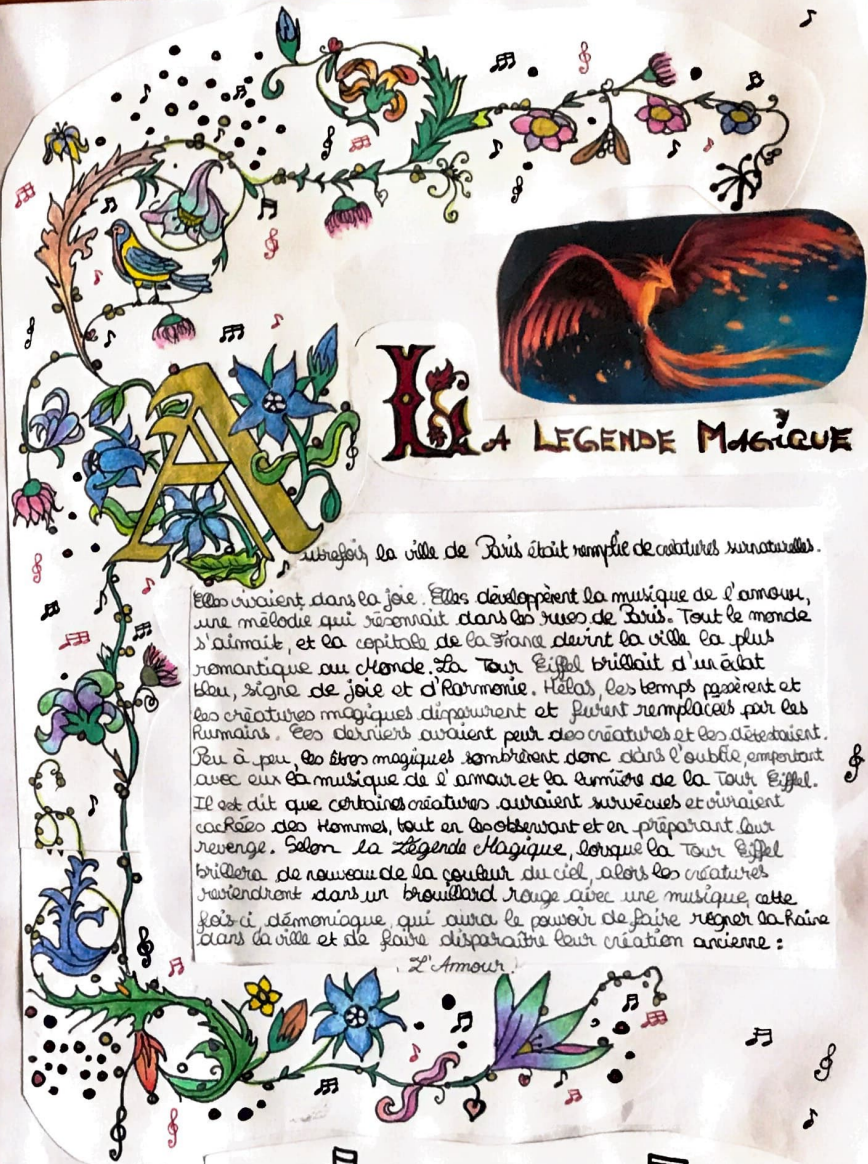 LA LEGENDE MAGIQUE
Autrefois, la ville de Paris était remplie de créatures surnaturelles.
Elles vivaient dans la joie. Elles développèrent la musique de l'amour,
une mélodie qui résonnait dans les rues de Paris. Tout le monde
s'aimait, et la capitale de la France devint la ville la plus
romantique au Monde. La Tour Eiffel brillait d'un éclat
bleu, signe de joie et d'Harmonie. Hélas, les temps passèrent et
les créatures magiques disparurent et furent remplacées par les
Humains. Ces derniers avaient peur des créatures et les détestaient.
Peu à peu, les êtres magiques sombrèrent donc dans l'oublie, emportant
avec eux la musique de l'amour et la lumière de la Tour Eiffel.
Il est dit que certaines créatures auraient survécues et vivraient
cachées des Hommes, tout en les observant et en préparant leur
revenge. Selon la Légende Magique, lorsque la Tour Eiffel
brillera de nouveau de la couleur du ciel, alors les créatures
reviendront dans un brouillard rouge avec une musique, cette
fois ci, démoniaque, qui aura le pouvoir de faire régner la Haine
dans la ville et de faire disparaître leur création ancienne :
L'Amour.